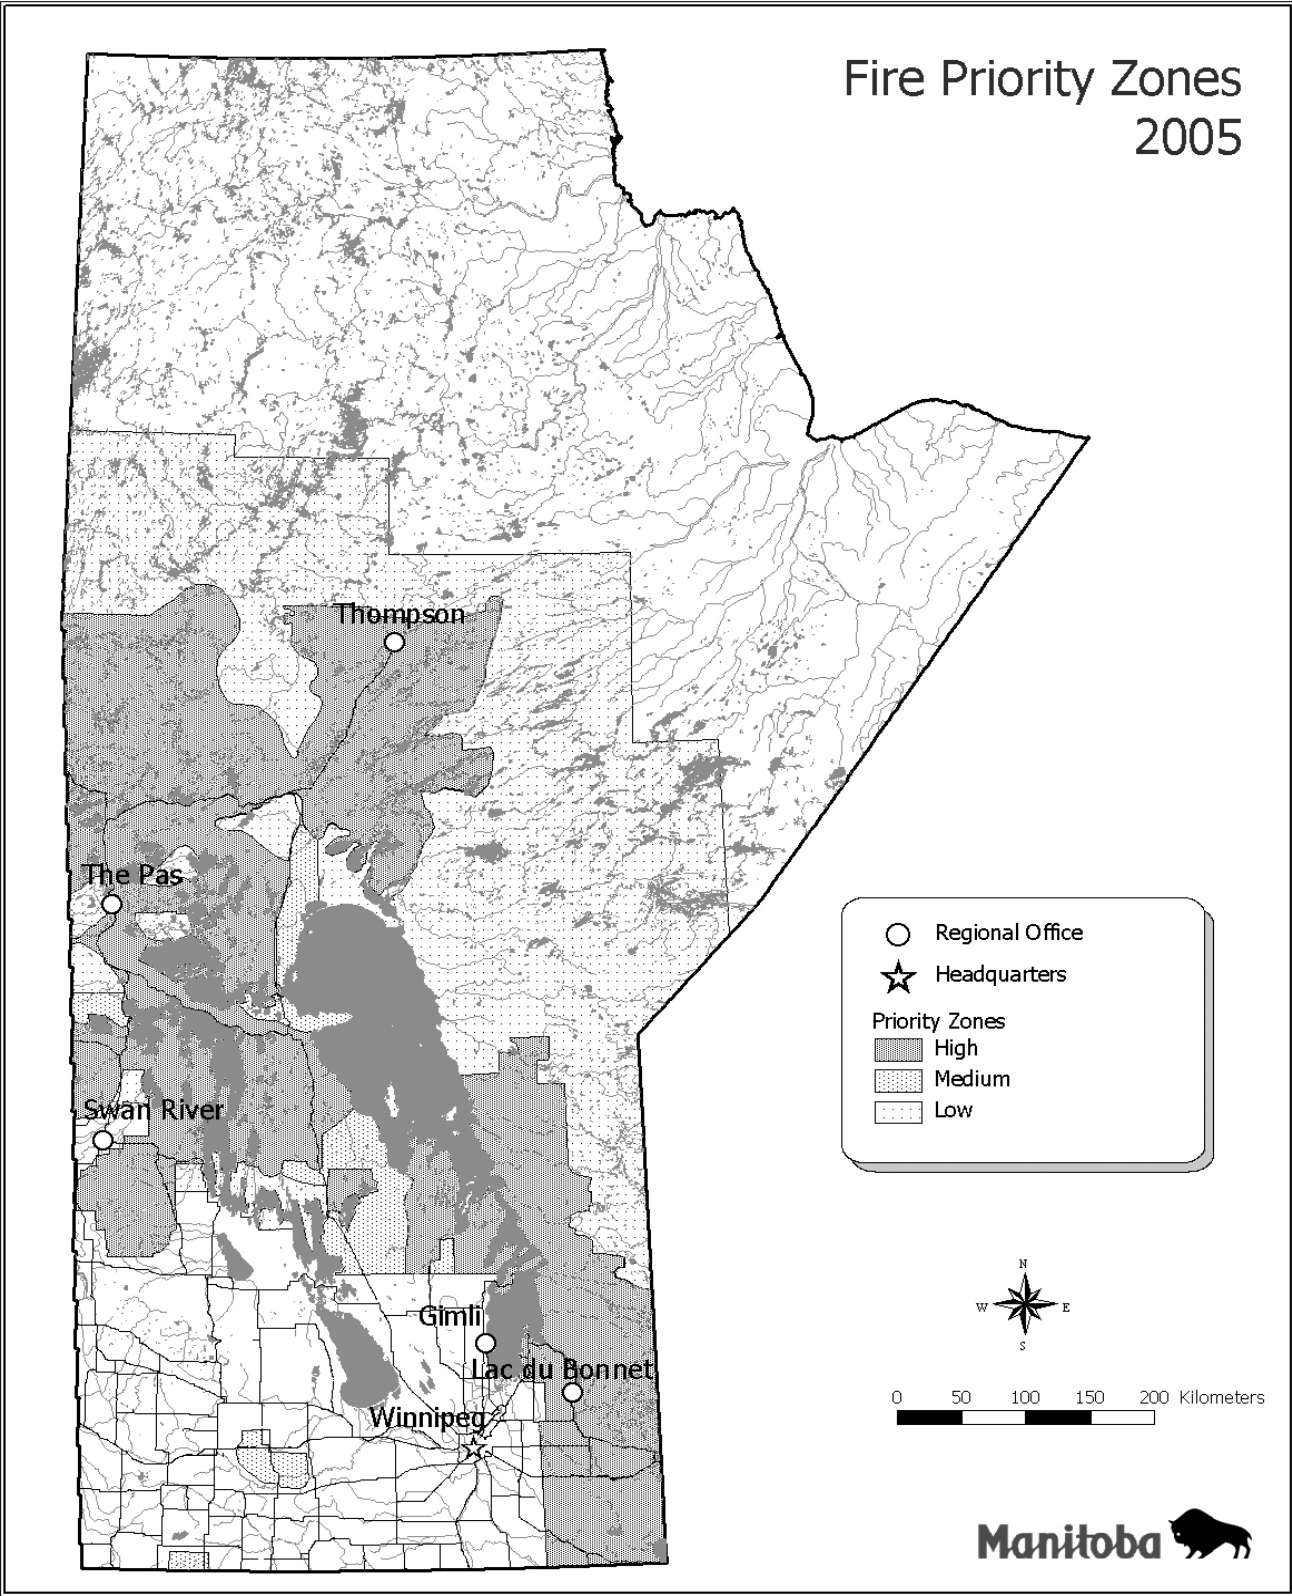 Fire Priority Zones
2005
Thompson
The Pas
Swan River
Gimli
Lac du Bonnet
Winnipeg
Regional Office
Headquarters
Priority Zones
High
Medium
Low
N
W E
S
0 50 100 150 200 Kilometers
Manitoba